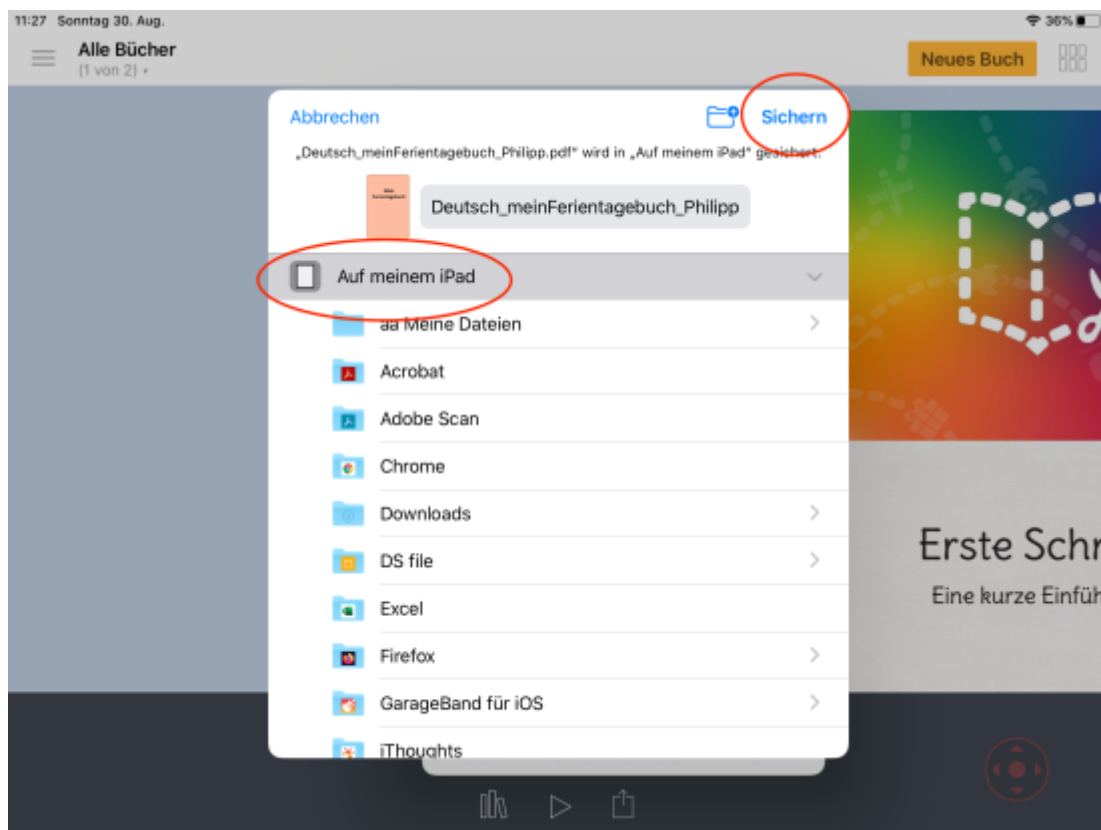 11:27 Sonntag 30. Aug.
36%
Alle Bücher
(1 von 2)
Neues Buch
Abbrechen
Sichern
„Deutsch_meinFerientagebuch_Philipp.pdf“ wird in „Auf meinem iPad“ gesichert.
Deutsch_meinFerientagebuch_Philipp
Auf meinem iPad
aa Meine Dateien
Acrobat
Adobe Scan
Chrome
Downloads
DS file
Excel
Firefox
GarageBand für iOS
iThoughts
Erste Schr
Eine kurze Einfüh